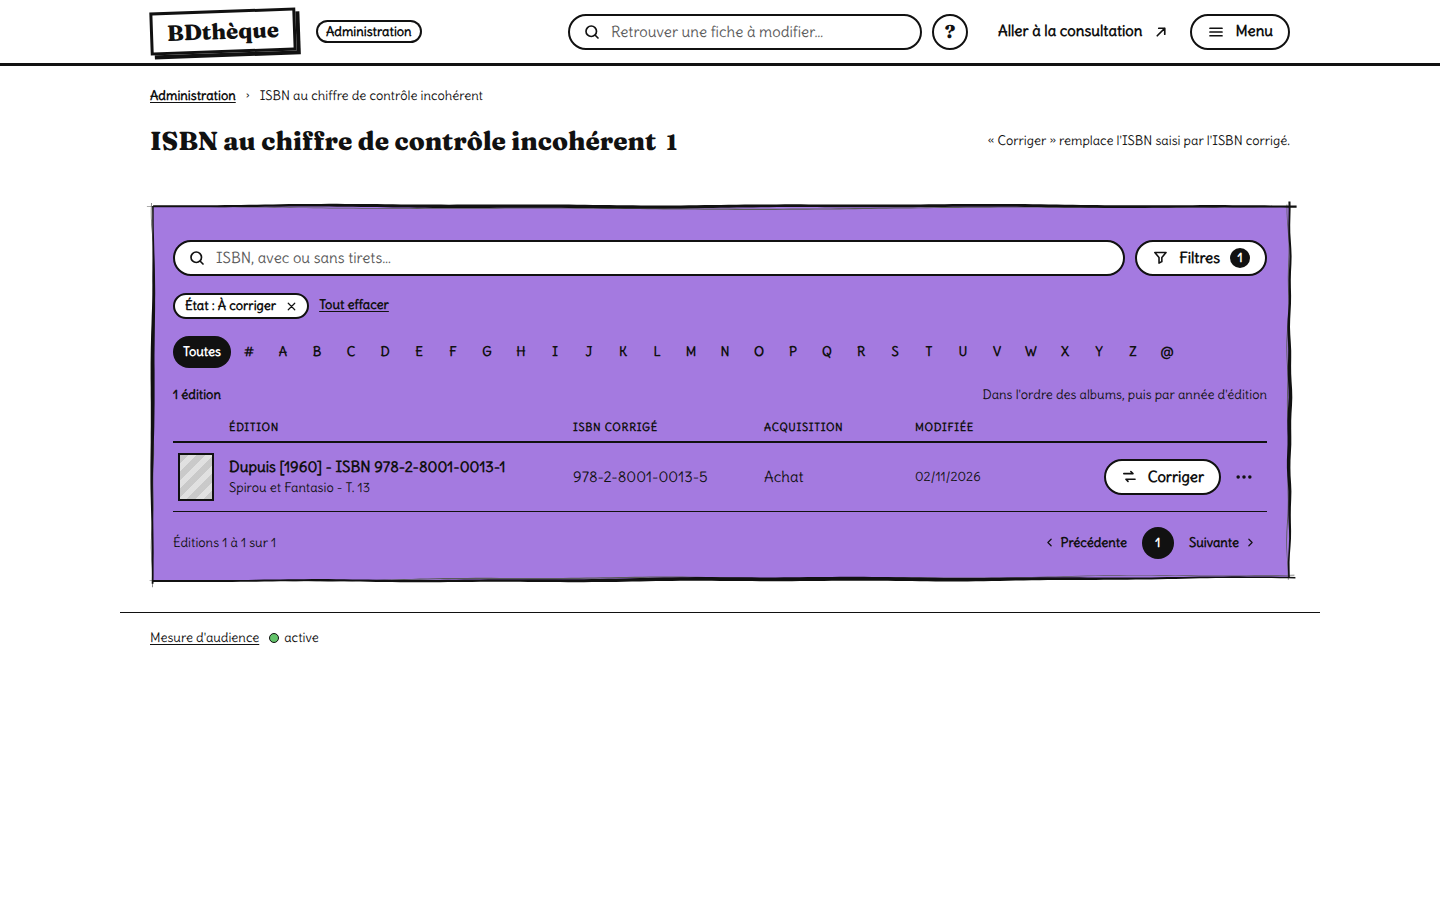 BDthèque
Administration
Retrouver une fiche à modifier...
?
Aller à la consultation
Menu
Administration › ISBN au chiffre de contrôle incohérent
ISBN au chiffre de contrôle incohérent 1
« Corriger » remplace l'ISBN saisi par l'ISBN corrigé.
ISBN, avec ou sans tirets...
Filtres 1
État : À corriger
Tout effacer
Toutes # A B C D E F G H I J K L M N O P Q R S T U V W X Y Z @
1 édition
Dans l'ordre des albums, puis par année d'édition
ÉDITION ISBN CORRIGÉ ACQUISITION MODIFIÉE
Dupuis [1960] - ISBN 978-2-8001-0013-1
Spirou et Fantasio - T. 13
978-2-8001-0013-5
Achat
02/11/2026
Corriger
Éditions 1 à 1 sur 1
Précédente 1 Suivante
Mesure d'audience
active